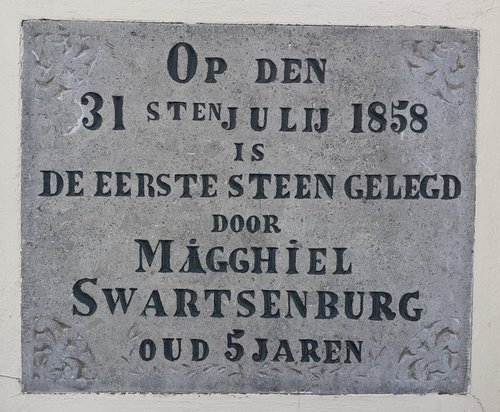 OP DEN
31 STEN JULIJ 1858
IS
DE EERSTE STEEN GELEGD
DOOR
MAGGHIEL
SWARTSENBURG
OUD 5 JAREN